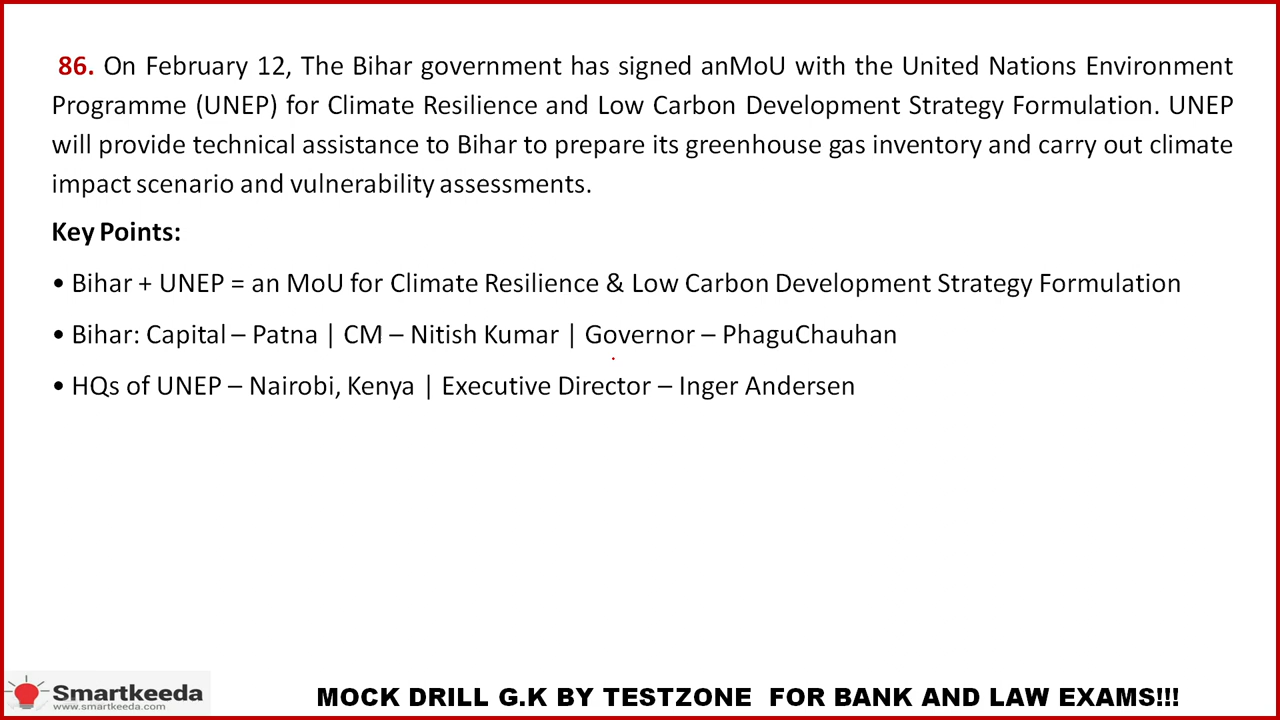 86. On February 12, The Bihar government has signed anMoU with the United Nations Environment
Programme (UNEP) for Climate Resilience and Low Carbon Development Strategy Formulation. UNEP
will provide technical assistance to Bihar to prepare its greenhouse gas inventory and carry out climate
impact scenario and vulnerability assessments.
Key Points:
• Bihar + UNEP = an MoU for Climate Resilience & Low Carbon Development Strategy Formulation
• Bihar: Capital – Patna | CM – Nitish Kumar | Governor – PhaguChauhan
• HQs of UNEP – Nairobi, Kenya | Executive Director – Inger Andersen
Smartkeeda
www.smartkeeda.com
MOCK DRILL G.K BY TESTZONE FOR BANK AND LAW EXAMS!!!